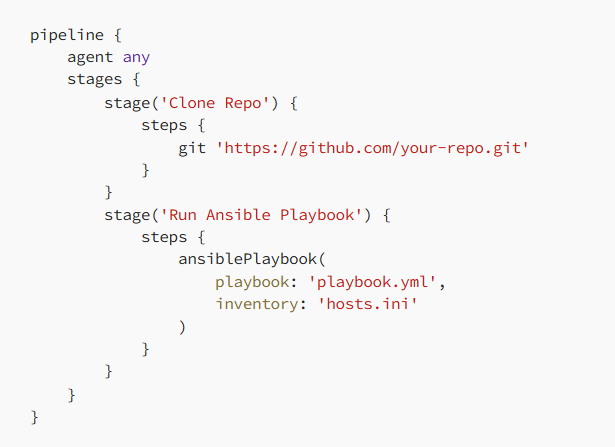 pipeline {
    agent any
    stages {
        stage('Clone Repo') {
            steps {
                git 'https://github.com/your-repo.git'
            }
        }
        stage('Run Ansible Playbook') {
            steps {
                ansiblePlaybook(
                    playbook: 'playbook.yml',
                    inventory: 'hosts.ini'
                )
            }
        }
    }
}